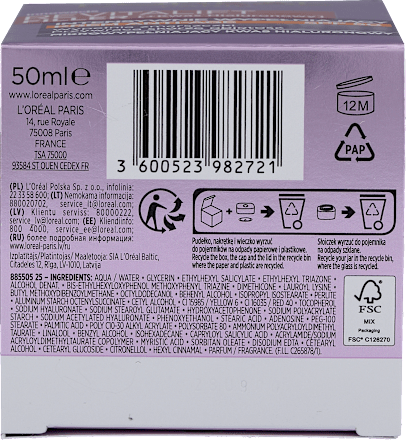 50ml e
www.lorealparis.com
L'ORÉAL PARIS
14, rue Royale
75008 Paris
FRANCE
TSA 75000
93584 ST OUEN CEDEX FR
3 600523 982721
12M
PAP
(PL) L'Oréal Polska Sp. z o.o., infolinia:
22 33 58 600; (LT) Nemokama informacija:
880020702, service_lt@loreal.com;
(LV) Klientu serviss: 80000222,
service_lv@loreal.com; (EE) Kliendiinfo:
800 4000, service_ee@loreal.com;
(RU) более подробная информация:
www.loreal-paris.lv/ru
Izplatītājs/Platintojas/Maaletooja: SIA L'Oréal Baltic,
Citadeles iela 12, Rīga, LV-1010, Latvija
Pudełko, nakrętkę i wieczko wyrzuć
do pojemników na odpady papierowe i plastikowe.
Recycle the box, the cap and the lid in the recycle bin
where the paper and plastic are recycled.
Słoiczek wyrzuć do pojemnika
na odpady szklane.
Recycle your jar in the recycle bin,
where the glass is recycled.
INGREDIENTS: AQUA / WATER • GLYCERIN • ETHYLHEXYL SALICYLATE • ETHYLHEXYL TRIAZONE
ALCOHOL DENAT. • BIS-ETHYLHEXYLOXYPHENOL METHOXYPHENYL TRIAZINE • DIMETHICONE •
BUTYL METHOXYDIBENZOYLMETHANE • ECTOIN • BEHENYL ALCOHOL • ISOPROPYL ISOSTEARATE • PERLITE
ALUMINUM STARCH OCTENYLSUCCINATE • CETYL ALCOHOL • CI 15985 / YELLOW 6 • CI 16035 / RED 40 • TOCOPHEROL
SODIUM HYALURONATE • SODIUM STEAROYL GLUTAMATE • HYDROXYACETOPHENONE • SODIUM POLYACRYLATE
STARCH • SODIUM ACETYLATED HYALURONATE • PHENOXYETHANOL • STEARIC ACID • ADENOSINE • PEG-100
STEARATE • PALMITIC ACID • POLY C10-30 ALKYL ACRYLATE • POLYSORBATE 80 • AMMONIUM POLYACRYLOYLDIMETHYL
TAURATE • LINALOOL • BENZYL ALCOHOL • CAPRYLOYL SALICYLIC ACID • ACRYLAMIDE/SODIUM
ACRYLOYLDIMETHYLTAURATE COPOLYMER • MYRISTIC ACID • SORBITAN OLEATE • DISODIUM EDTA • CETEARYL
ALCOHOL • CETEARYL GLUCOSIDE • CITRONELLOL • HEXYL CINNAMAL • PARFUM / FRAGRANCE. (F.I.L. C265878/1).
FSC
MIX
Packaging
FSC® C126270